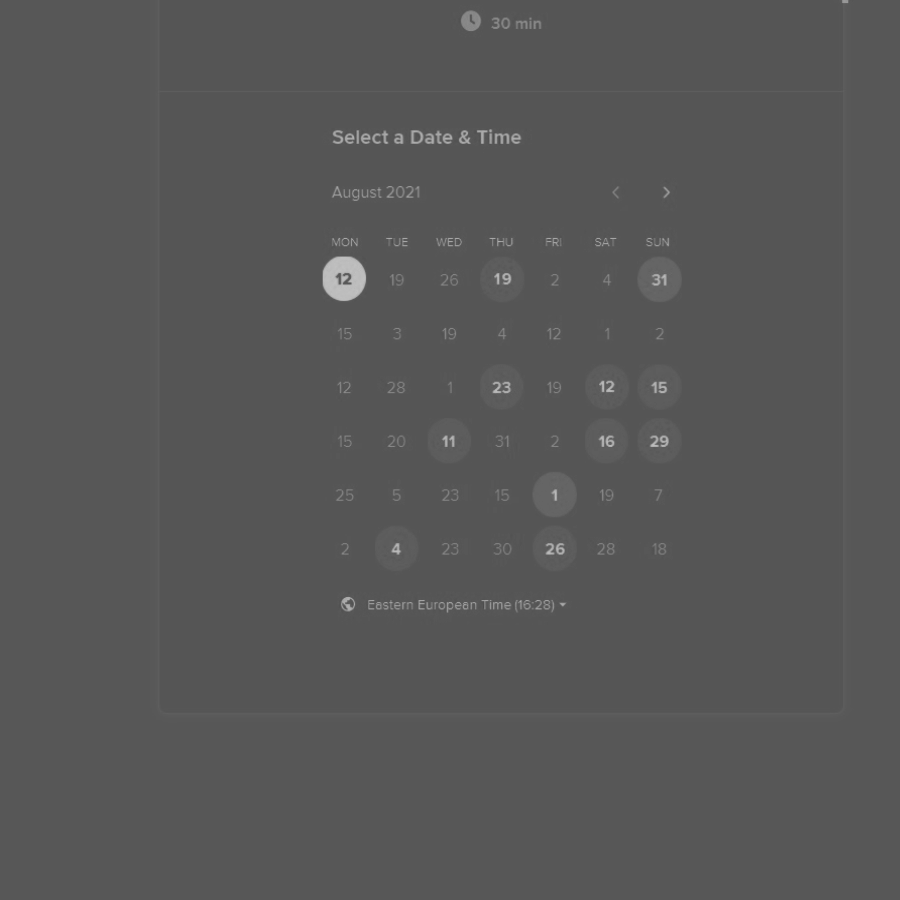 30 min
Select a Date & Time
August 2021
MON TUE WED THU FRI SAT SUN
12 19 26 19 2 4 31
15 3 19 4 12 1 2
12 28 1 23 19 12 15
15 20 11 31 2 16 29
25 5 23 15 1 19 7
2 4 23 30 26 28 18
Eastern European Time (16:28)